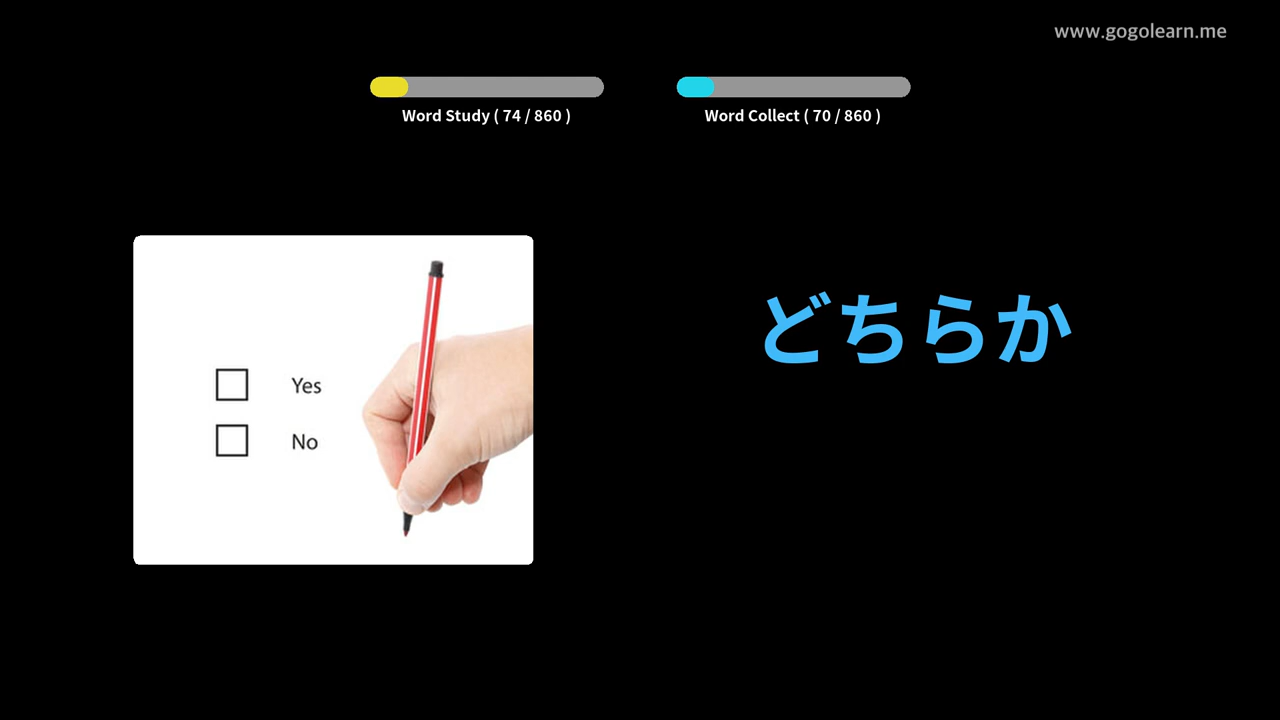 www.gogolearn.me
Word Study ( 74 / 860 )
Word Collect ( 70 / 860 )
Yes
No
どちらか